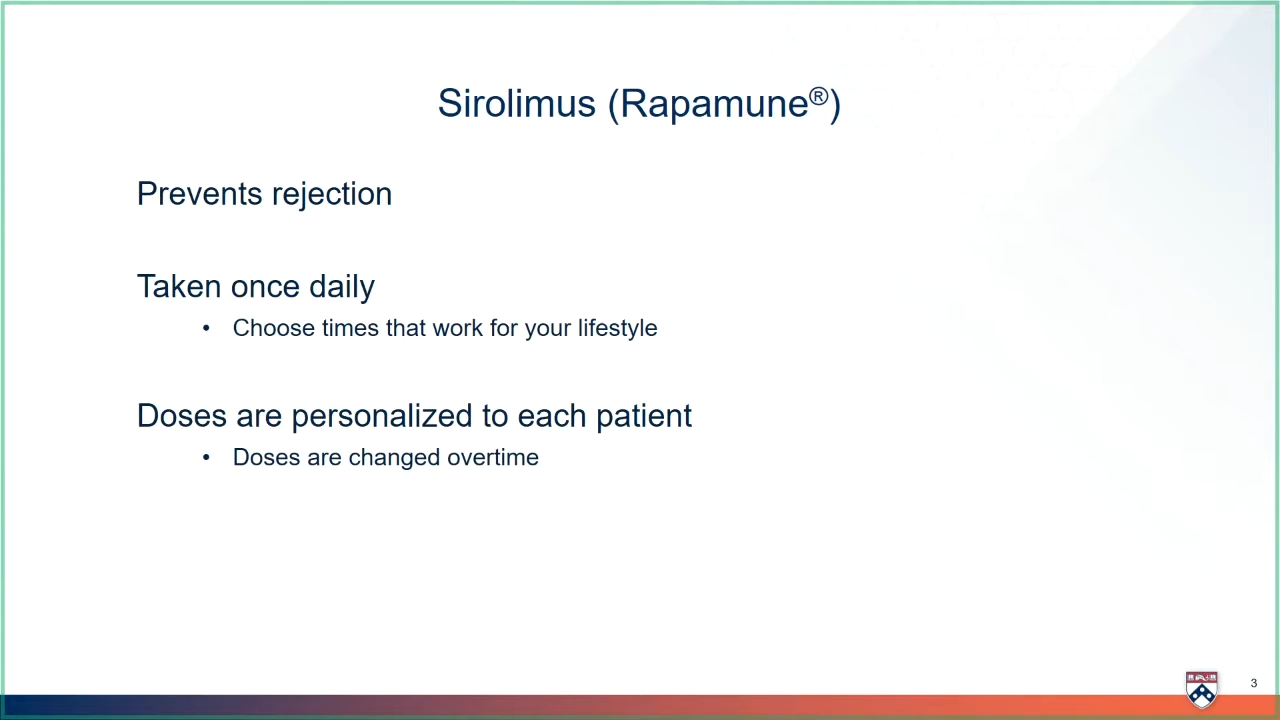 Sirolimus (Rapamune®)
Prevents rejection
Taken once daily
• Choose times that work for your lifestyle
Doses are personalized to each patient
• Doses are changed overtime
3